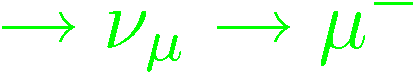 → ν_μ → μ⁻